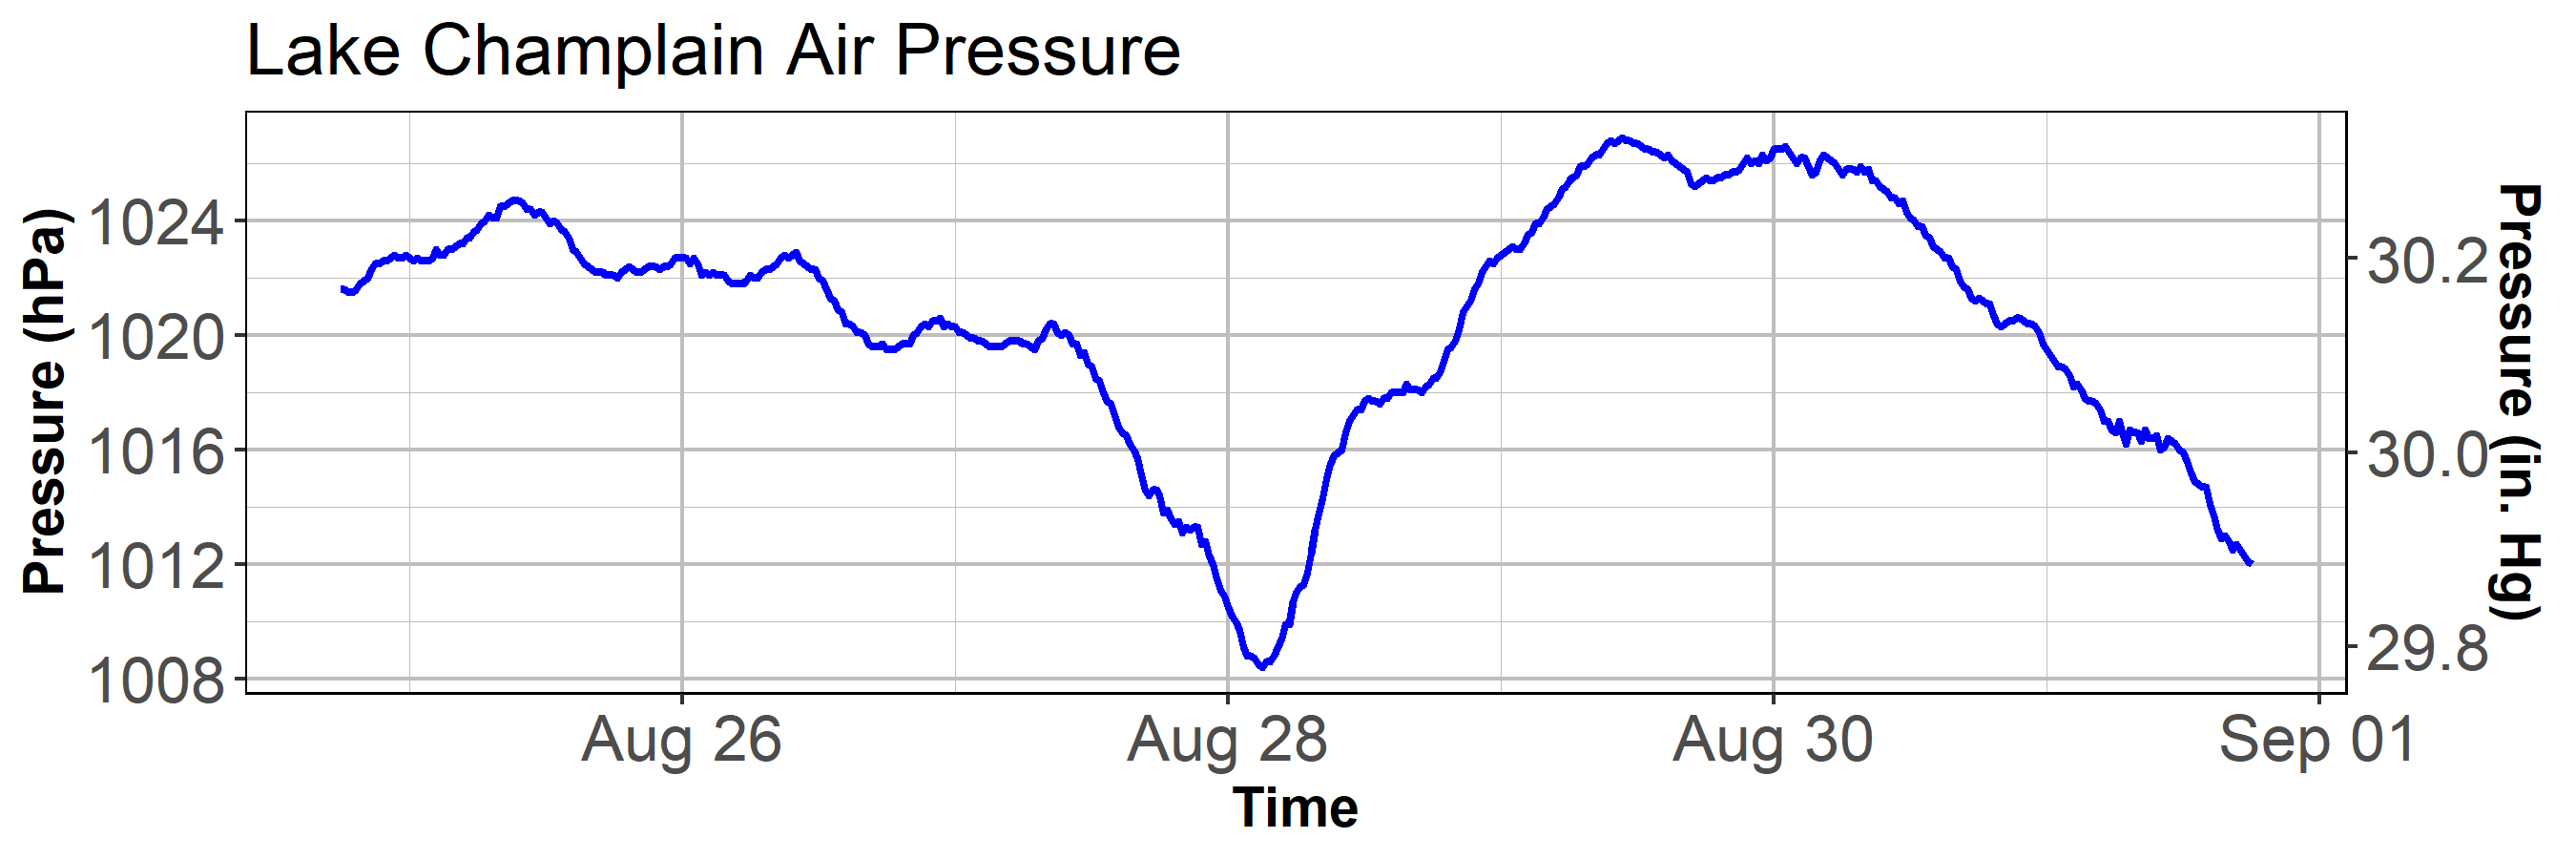 Lake Champlain Air Pressure
Pressure (hPa)
1024
1020
1016
1012
1008
30.2
30.0
29.8
Pressure (in. Hg)
Aug 26
Aug 28
Aug 30
Sep 01
Time